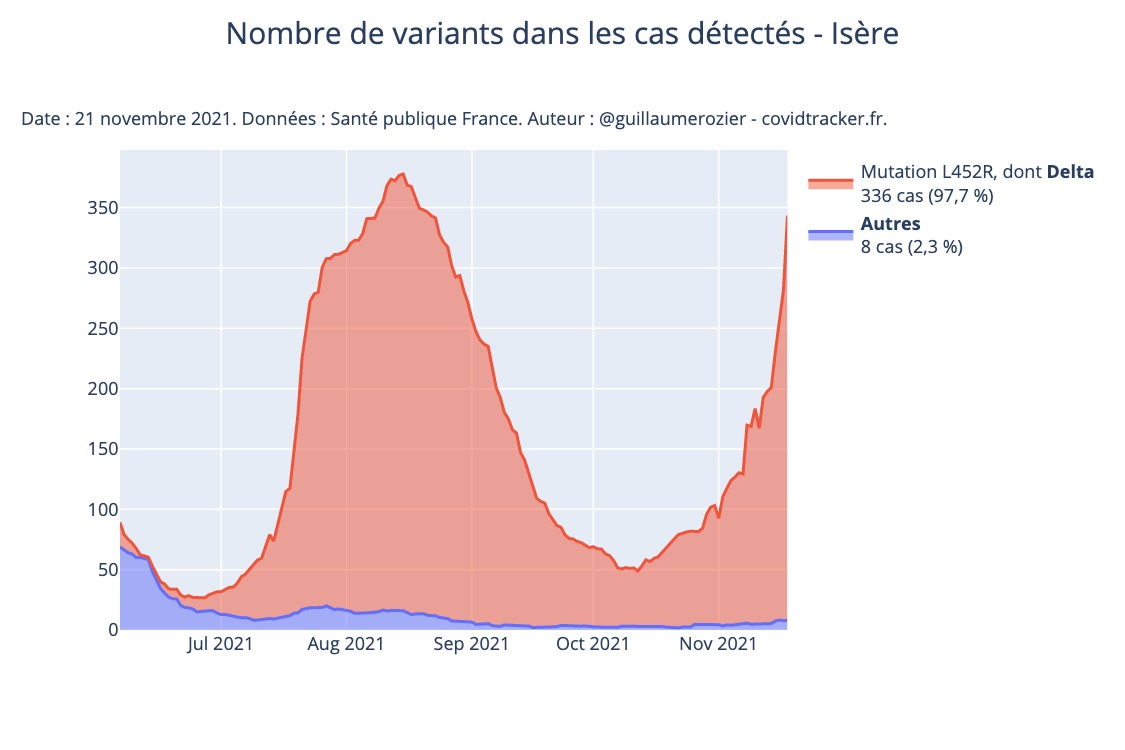 Nombre de variants dans les cas détectés - Isère
Date : 21 novembre 2021. Données : Santé publique France. Auteur : @guillaumerozier - covidtracker.fr.
Mutation L452R, dont Delta
336 cas (97,7 %)
Autres
8 cas (2,3 %)
350
300
250
200
150
100
50
0
Jul 2021
Aug 2021
Sep 2021
Oct 2021
Nov 2021